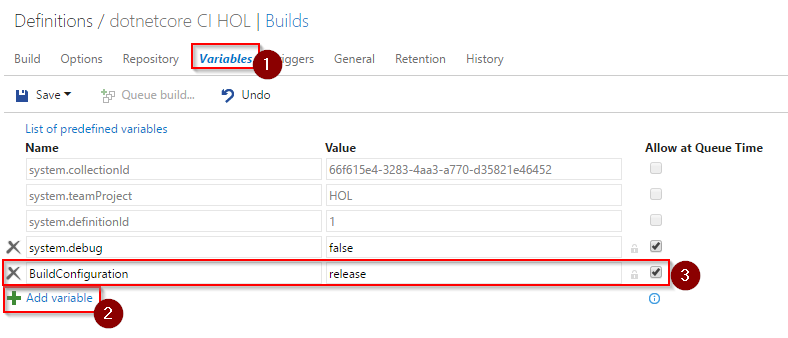 Definitions / dotnetcore CI HOL | Builds
Build Options Repository Variables 1 riggers General Retention History
Save Queue build... Undo
List of predefined variables
Name Value Allow at Queue Time
system.collectionId 66f615e4-3283-4aa3-a770-d35821e46452
system.teamProject HOL
system.definitionId 1
system.debug false
BuildConfiguration release 3
Add variable 2